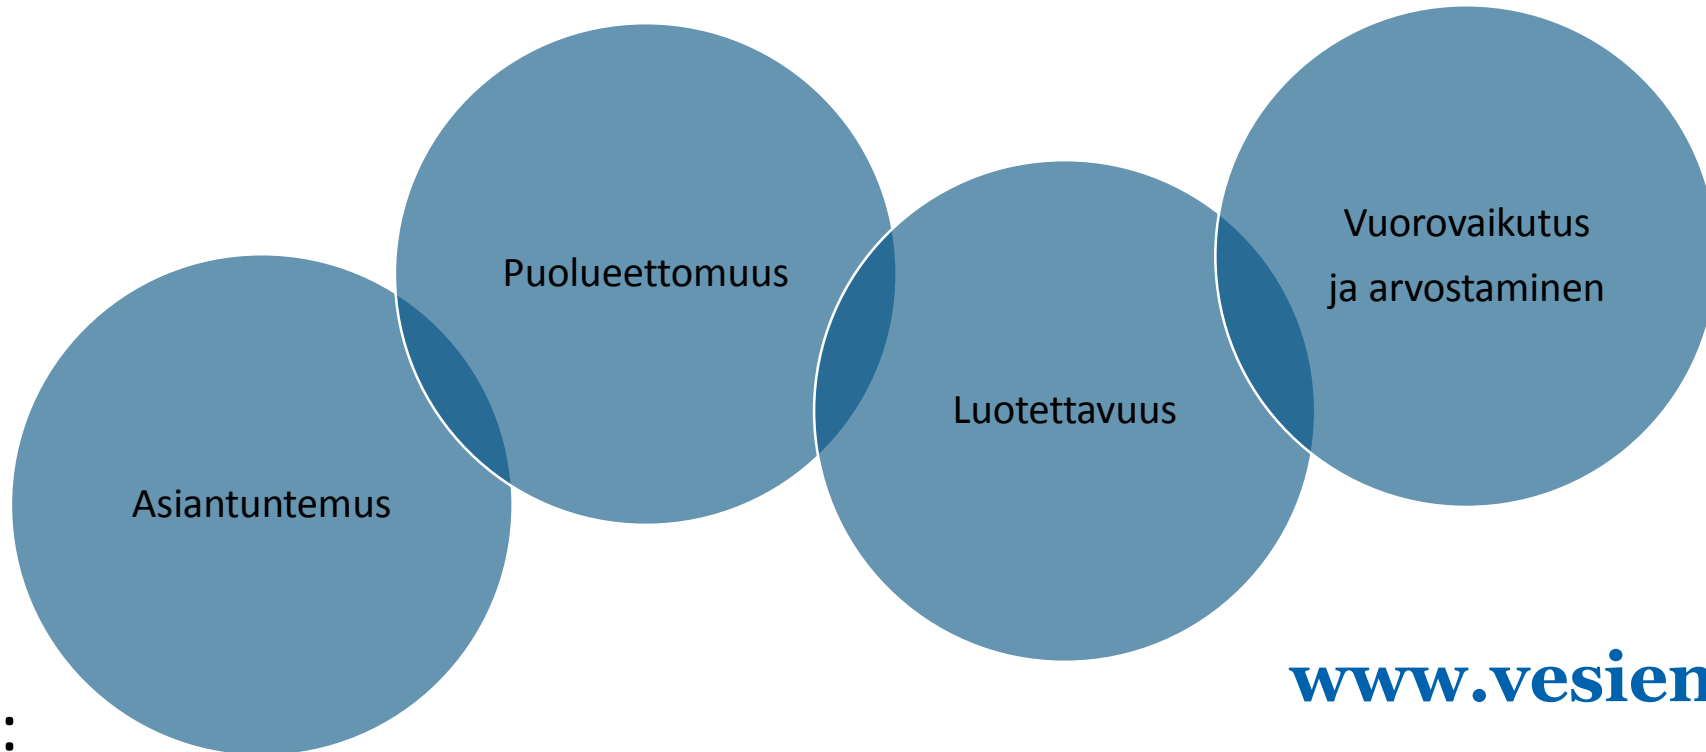 Puolueettomuus
Vuorovaikutus
ja arvostaminen
Luotettavuus
Asiantuntemus
www.vesien
: